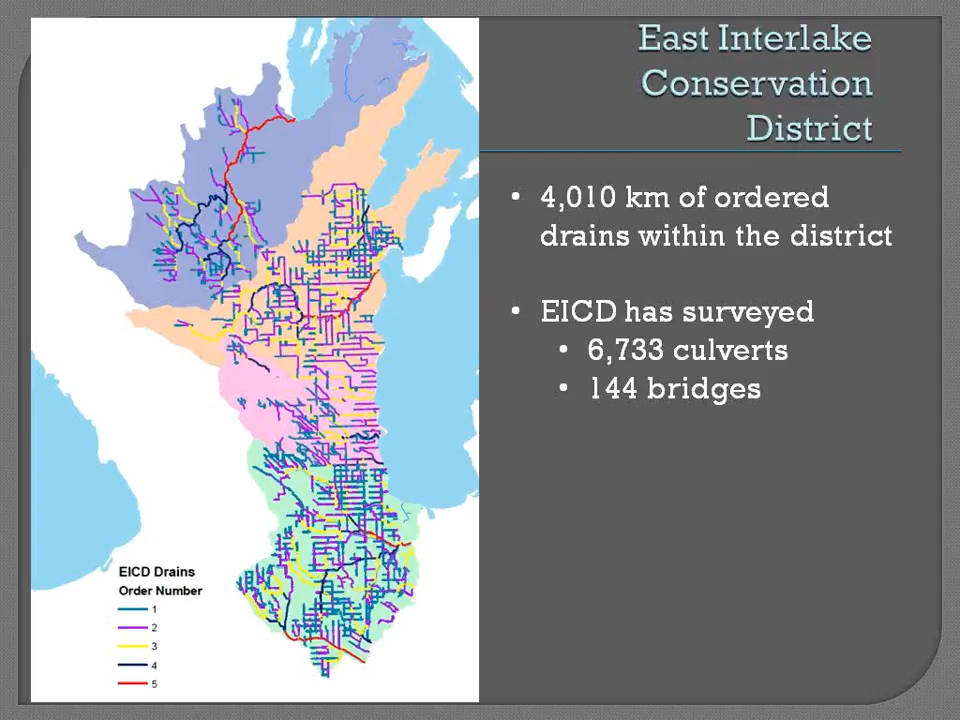 East Interlake
Conservation
District
• 4,010 km of ordered
drains within the district
• EICD has surveyed
• 6,733 culverts
• 144 bridges
EICD Drains
Order Number
1
2
3
4
5